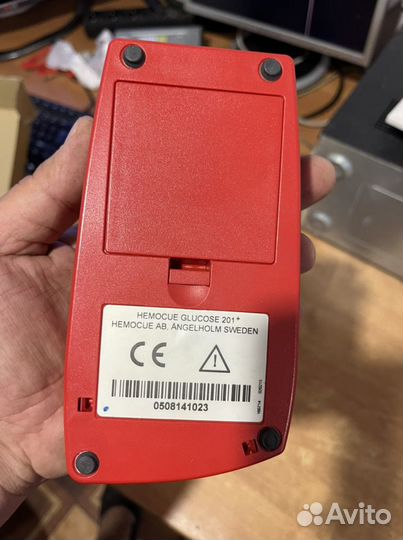 HEMOCUE GLUCOSE 201+
HEMOCUE AB, ÄNGELHOLM SWEDEN
CE
0508141023
Avito